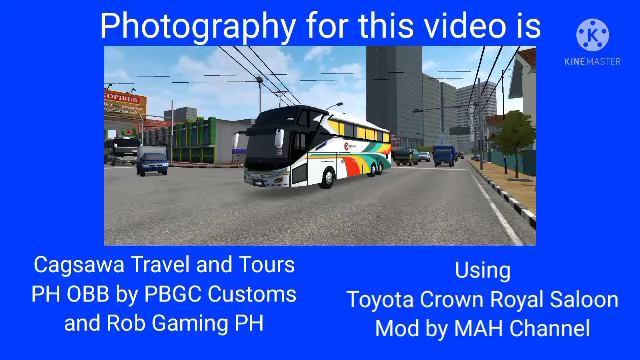 Photography for this video is
K
KINEMASTER
Cagsawa Travel and Tours
PH OBB by PBGC Customs
and Rob Gaming PH
Using
Toyota Crown Royal Saloon
Mod by MAH Channel